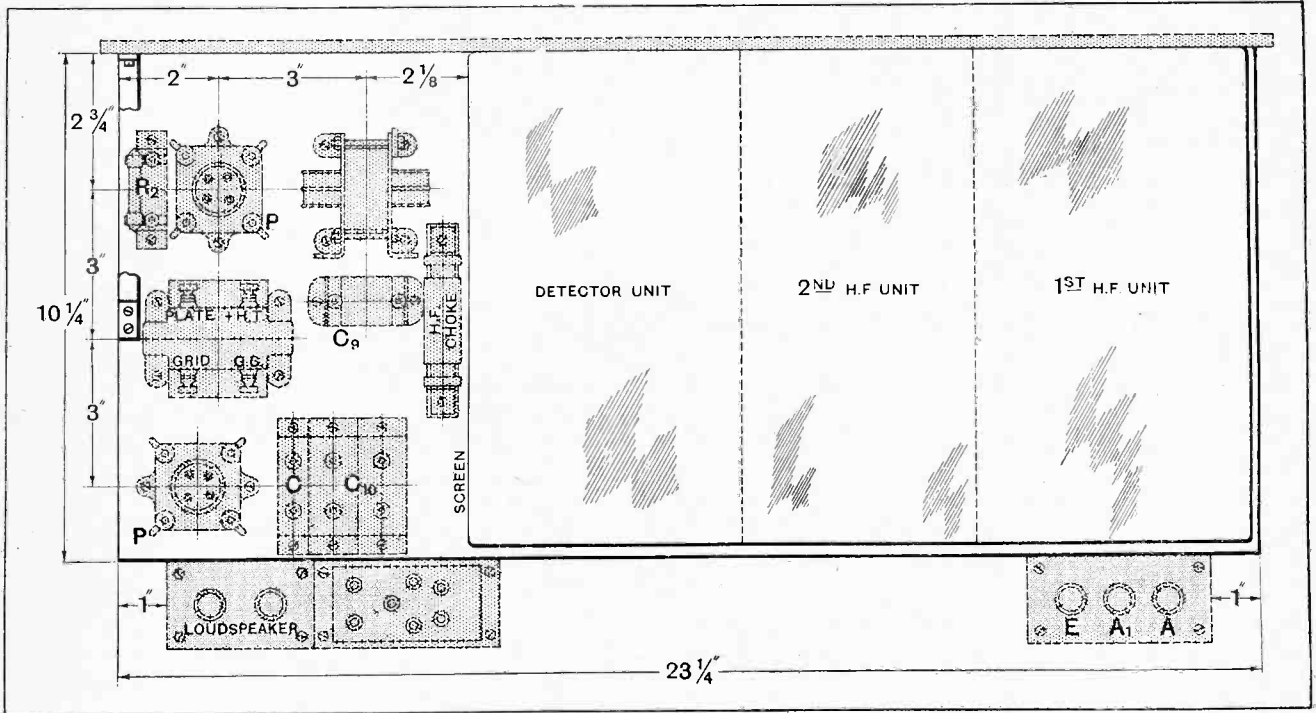 2"
3"
2 1/8
2 3/4"
R2
P
3"
10 1/4"
PLATE +H.T.
H.F. CHOKE
DETECTOR UNIT
2ND H.F UNIT
1ST H.F. UNIT
C9
GRID G.B.
3"
SCREEN
C C10
P
1"
LOUDSPEAKER
E A1 A
1"
23 1/4"